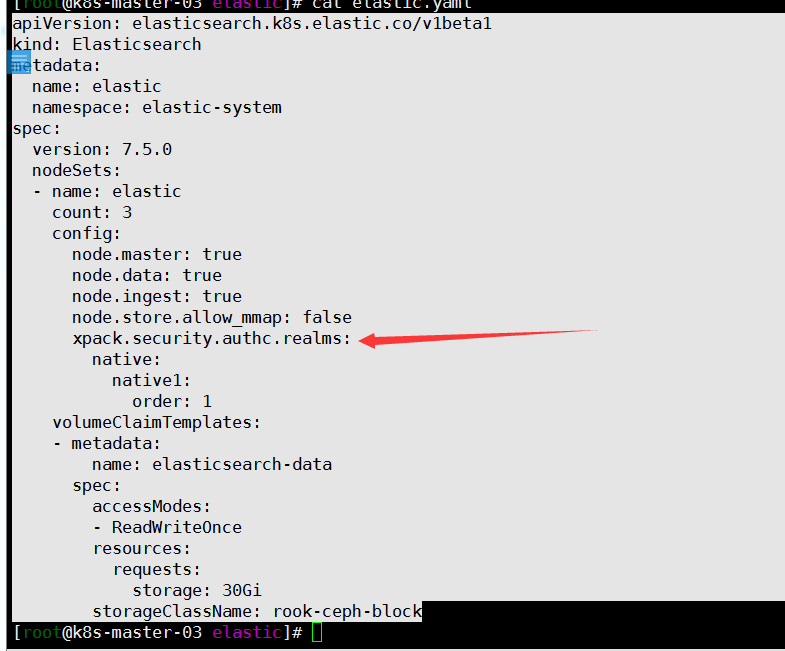 [root@k8s-master-03 elastic]# cat elastic.yaml
apiVersion: elasticsearch.k8s.elastic.co/v1beta1
kind: Elasticsearch
metadata:
  name: elastic
  namespace: elastic-system
spec:
  version: 7.5.0
  nodeSets:
  - name: elastic
    count: 3
    config:
      node.master: true
      node.data: true
      node.ingest: true
      node.store.allow_mmap: false
      xpack.security.authc.realms:
        native:
          native1:
            order: 1
    volumeClaimTemplates:
    - metadata:
        name: elasticsearch-data
      spec:
        accessModes:
        - ReadWriteOnce
        resources:
          requests:
            storage: 30Gi
        storageClassName: rook-ceph-block
[root@k8s-master-03 elastic]#